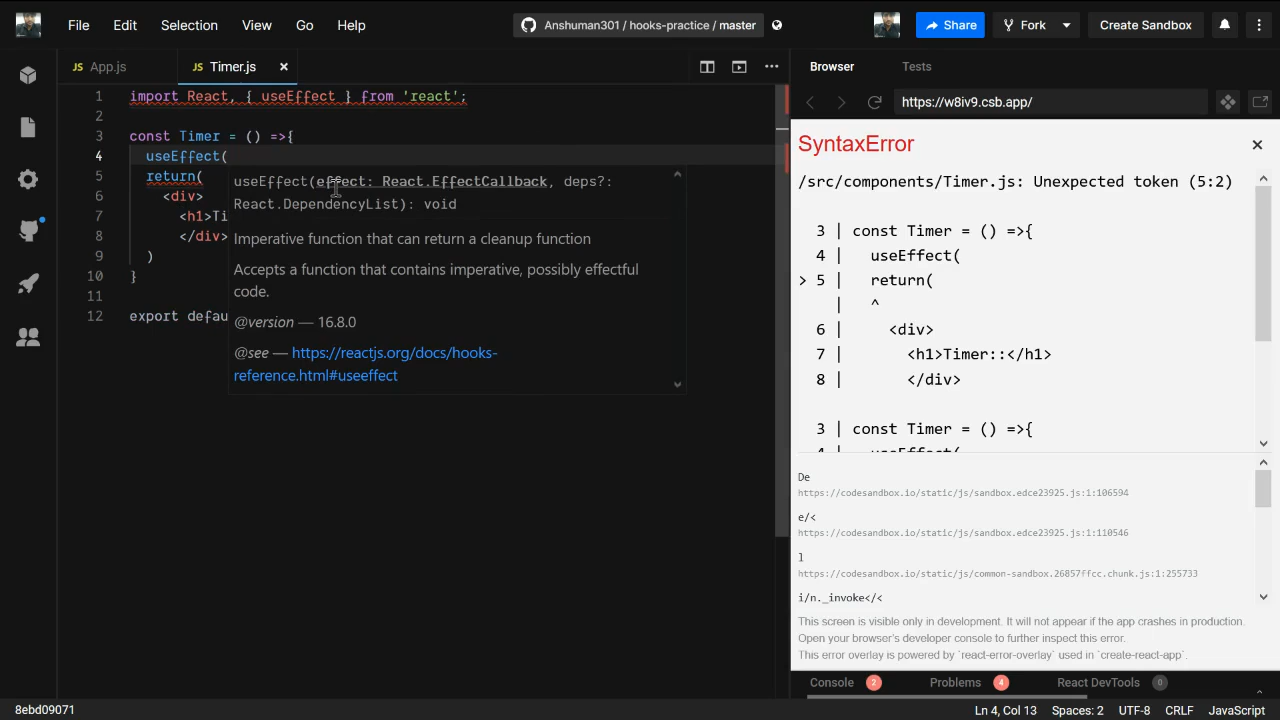 File Edit Selection View Go Help
Anshuman301 / hooks-practice / master
Share Fork Create Sandbox
JS App.js JS Timer.js
1 import React, { useEffect } from 'react';
2
3 const Timer = () =>{
4 useEffect(
5 return(
6 <div>
7 <h1>Ti
8 </div>
9 )
10 }
11
12 export defau
useEffect(effect: React.EffectCallback, deps?:
React.DependencyList): void
Imperative function that can return a cleanup function
Accepts a function that contains imperative, possibly effectful
code.
@version — 16.8.0
@see — https://reactjs.org/docs/hooks-
reference.html#useeffect
Browser Tests
https://w8iv9.csb.app/
SyntaxError
/src/components/Timer.js: Unexpected token (5:2)
3 | const Timer = () =>{
4 | useEffect(
> 5 | return(
| ^
6 | <div>
7 | <h1>Timer::</h1>
8 | </div>
3 | const Timer = () =>{
4 | useEffect(
De
https://codesandbox.io/static/js/sandbox.edce23925.js:1:106594
e/<
https://codesandbox.io/static/js/sandbox.edce23925.js:1:110546
l
https://codesandbox.io/static/js/common-sandbox.26857ffcc.chunk.js:1:255733
i/n._invoke</<
This screen is visible only in development. It will not appear if the app crashes in production.
Open your browser's developer console to further inspect this error.
This error overlay is powered by `react-error-overlay` used in `create-react-app`.
Console 2 Problems 4 React DevTools 0
8ebd09071
Ln 4, Col 13 Spaces: 2 UTF-8 CRLF JavaScript